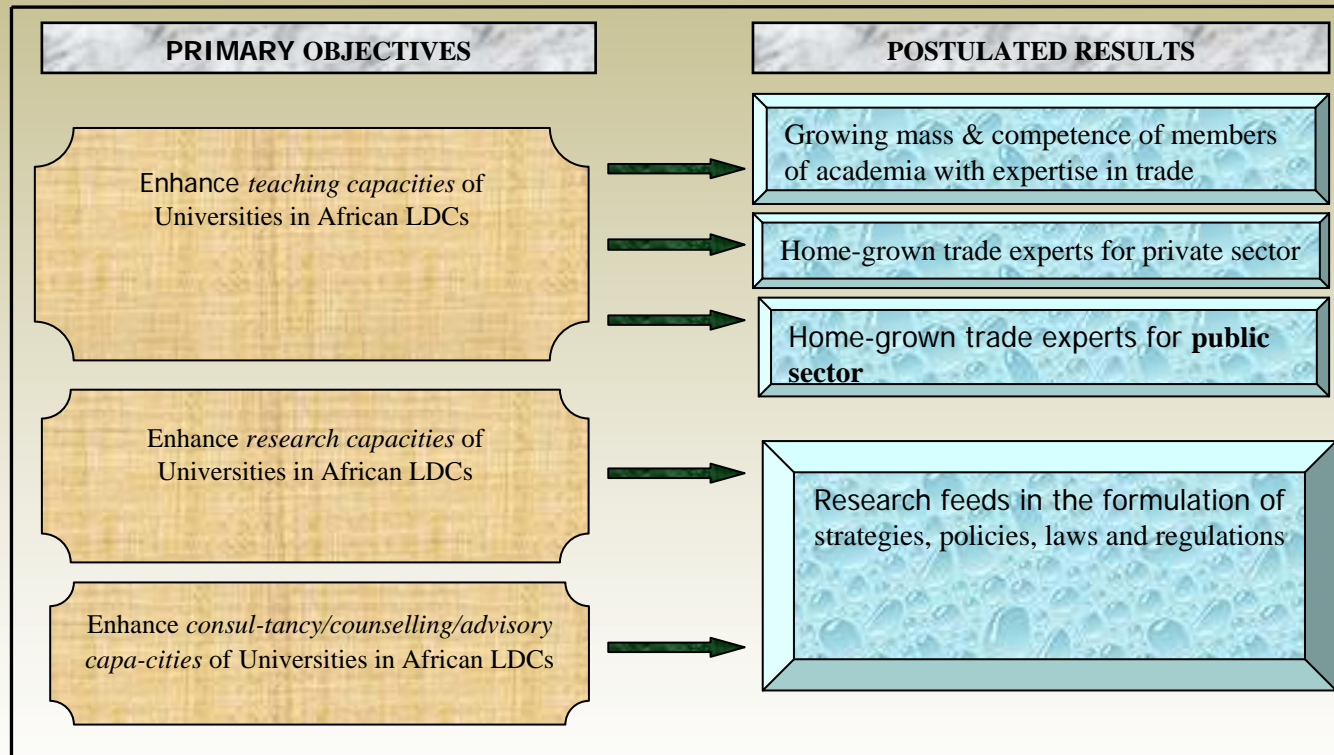 PRIMARY OBJECTIVES
POSTULATED RESULTS
Enhance teaching capacities of
Universities in African LDCs
Growing mass & competence of members
of academia with expertise in trade
Home-grown trade experts for private sector
Home-grown trade experts for public
sector
Enhance research capacities of
Universities in African LDCs
Research feeds in the formulation of
strategies, policies, laws and regulations
Enhance consul-tancy/counselling/advisory
capa-cities of Universities in African LDCs